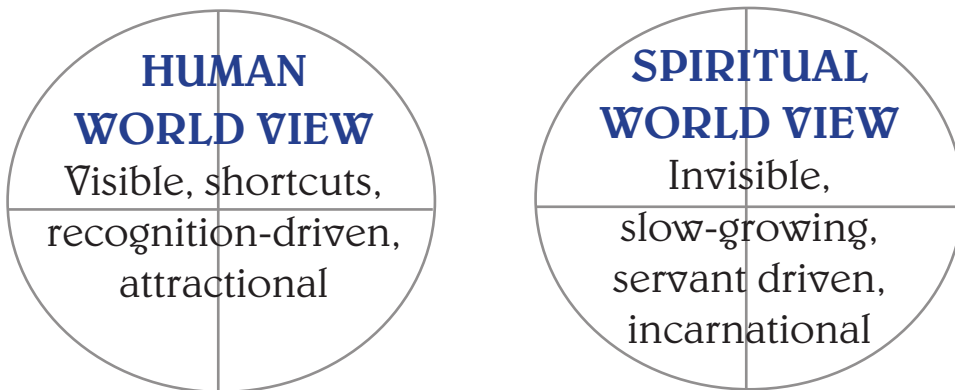 HUMAN
WORLD VIEW
Visible, shortcuts,
recognition-driven,
attractional
SPIRITUAL
WORLD VIEW
Invisible,
slow-growing,
servant driven,
incarnational